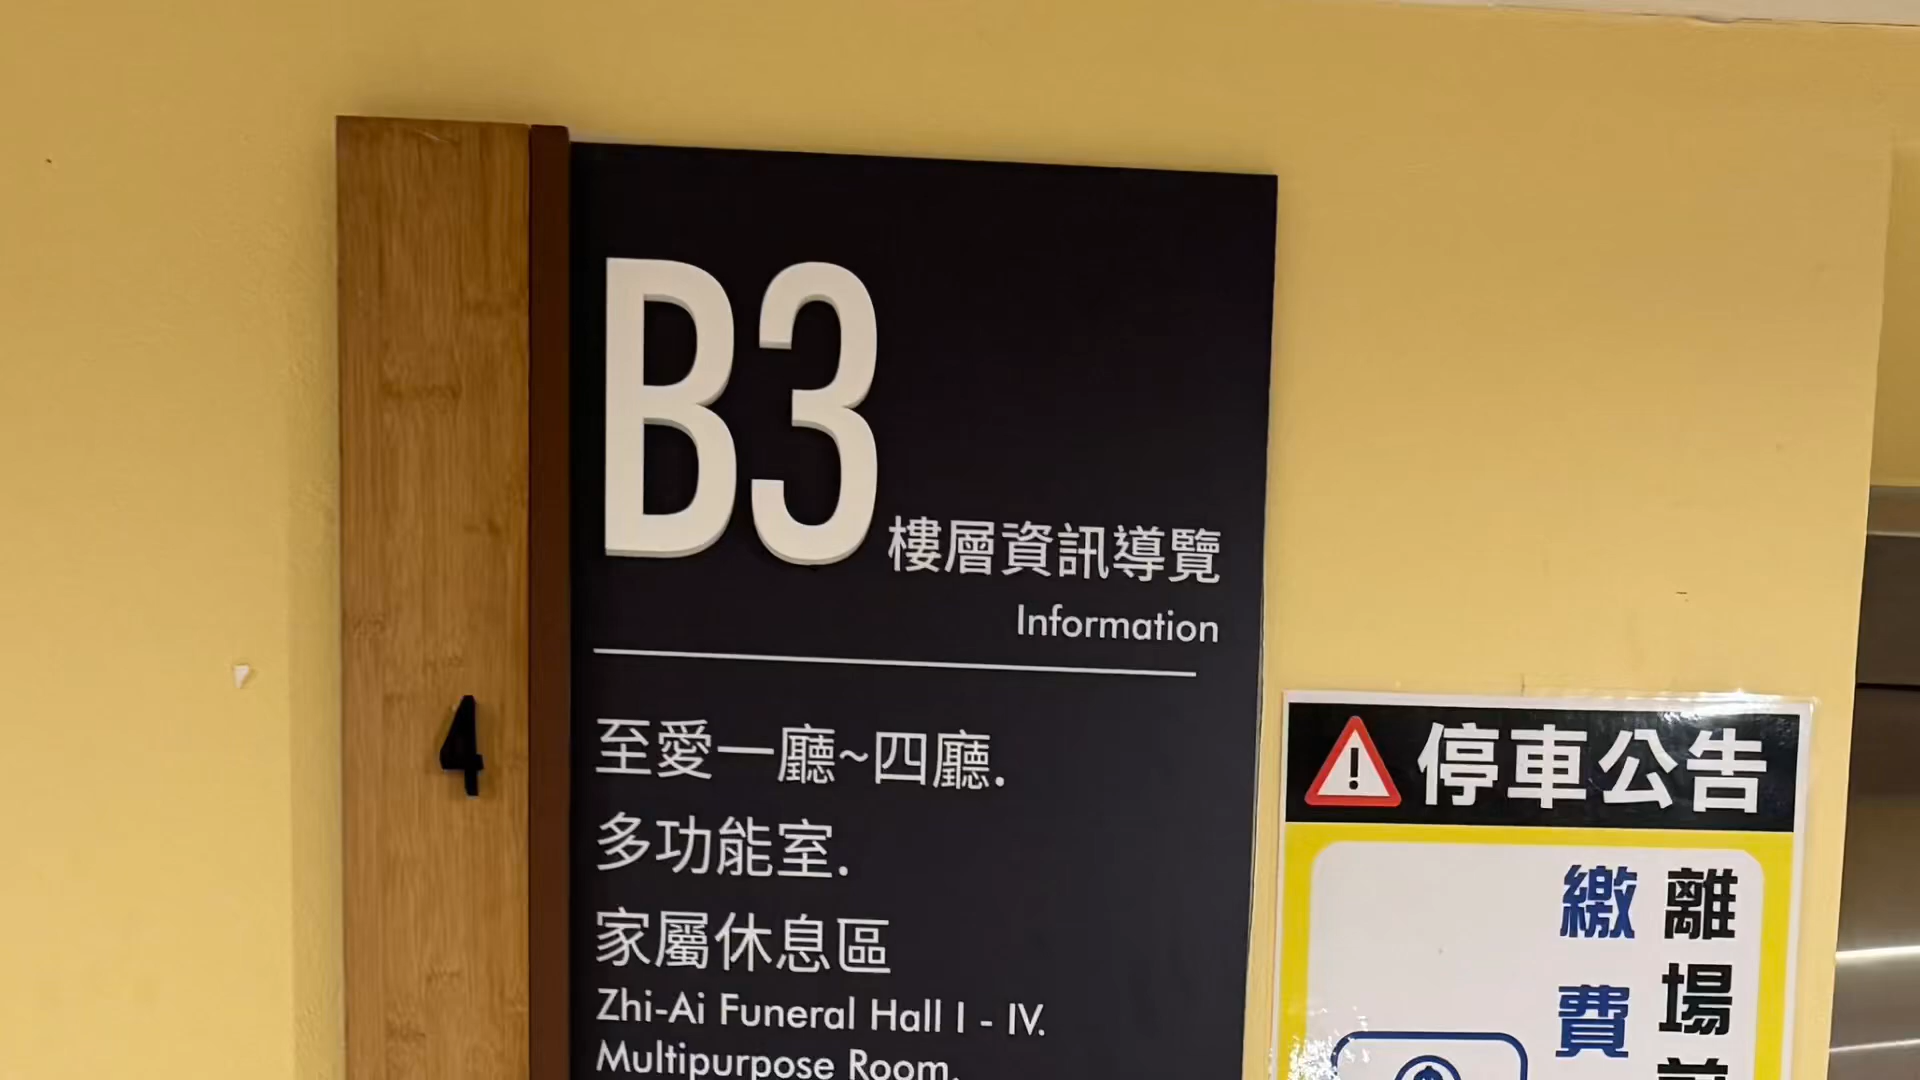 B3
樓層資訊導覽
Information
4
至愛一廳~四廳.
多功能室.
家屬休息區
Zhi-Ai Funeral Hall I - IV.
Multipurpose Room.
停車公告
離場
繳費